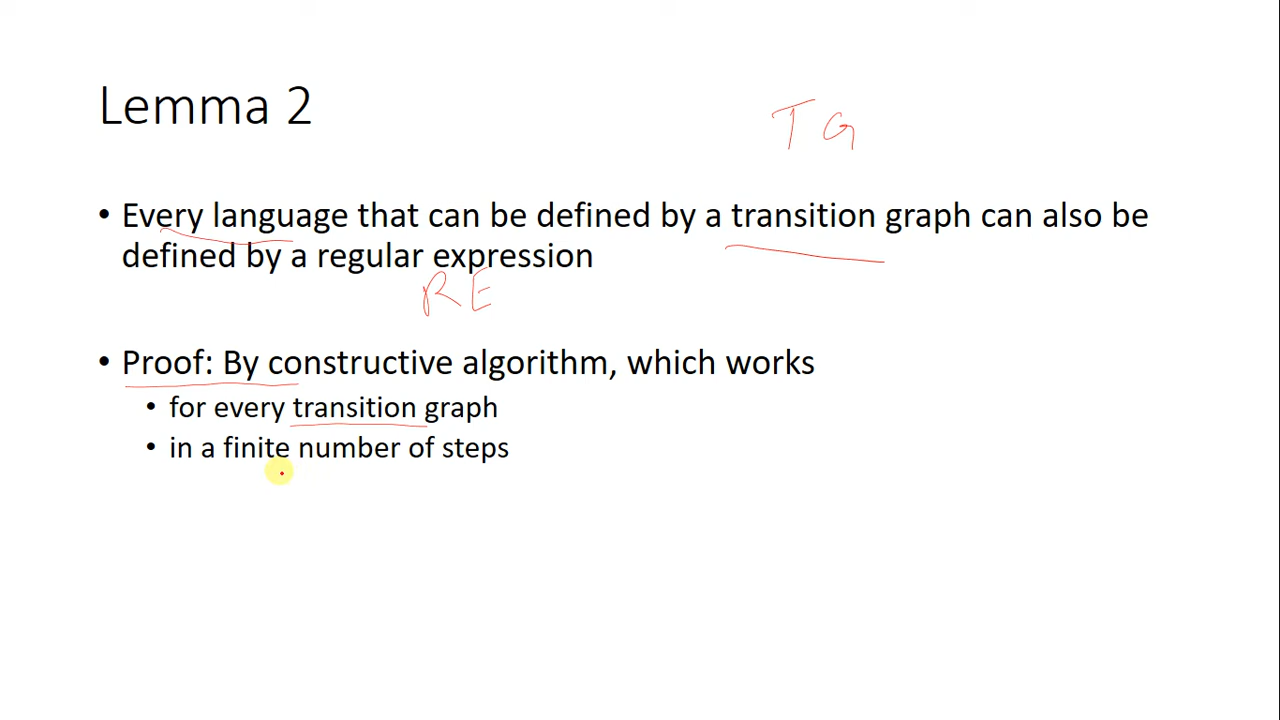 Lemma 2
TG
• Every language that can be defined by a transition graph can also be
defined by a regular expression
RE
• Proof: By constructive algorithm, which works
• for every transition graph
• in a finite number of steps